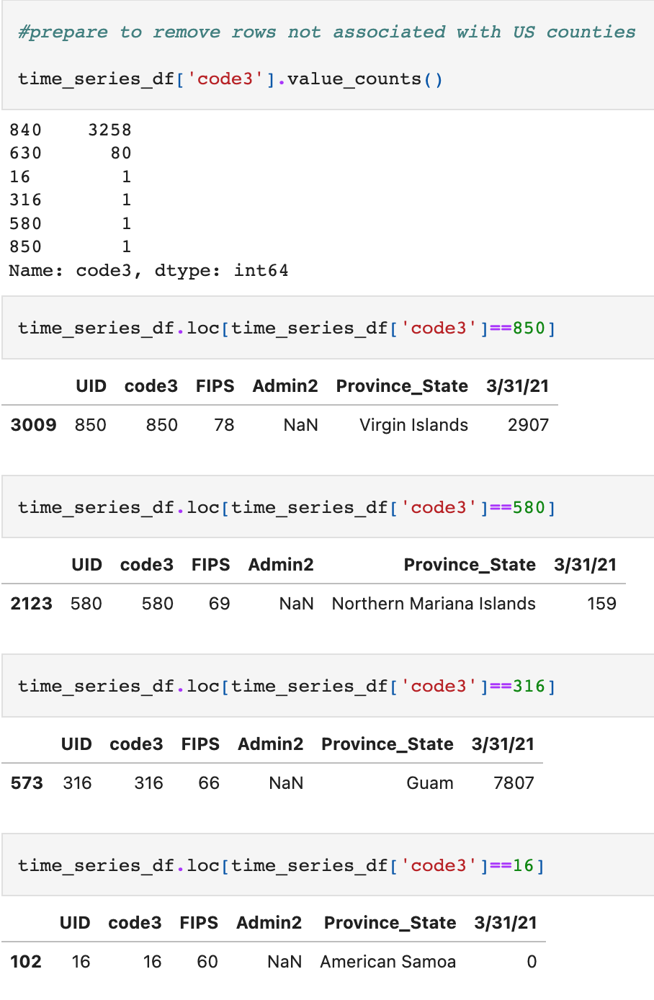 #prepare to remove rows not associated with US counties
time_series_df['code3'].value_counts()
840 3258
630 80
16 1
316 1
580 1
850 1
Name: code3, dtype: int64
time_series_df.loc[time_series_df['code3']==850]
UID code3 FIPS Admin2 Province_State 3/31/21
3009 850 850 78 NaN Virgin Islands 2907
time_series_df.loc[time_series_df['code3']==580]
UID code3 FIPS Admin2 Province_State 3/31/21
2123 580 580 69 NaN Northern Mariana Islands 159
time_series_df.loc[time_series_df['code3']==316]
UID code3 FIPS Admin2 Province_State 3/31/21
573 316 316 66 NaN Guam 7807
time_series_df.loc[time_series_df['code3']==16]
UID code3 FIPS Admin2 Province_State 3/31/21
102 16 16 60 NaN American Samoa 0